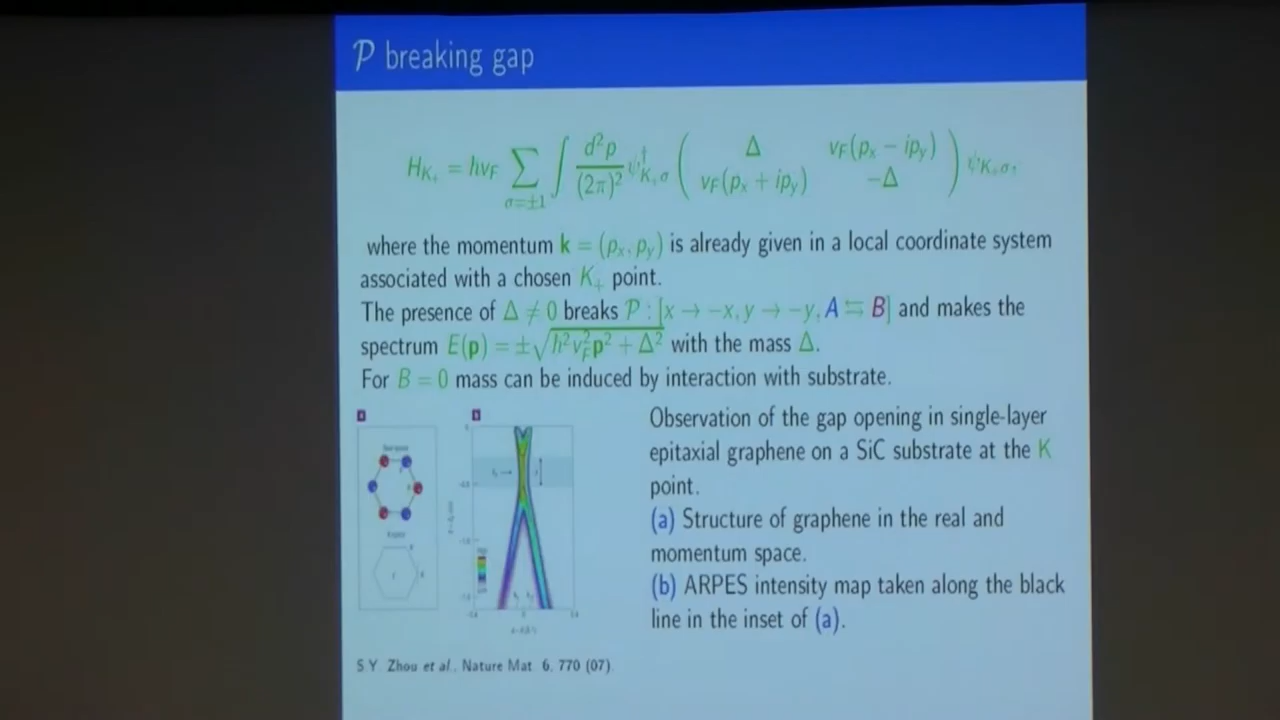 𝒫 breaking gap
H_{K_+} = ħv_F ∑_{σ=±1} ∫ d²p/(2π)² ψ†_{K_+σ} ( Δ v_F(p_x − ip_y) ; v_F(p_x + ip_y) −Δ ) ψ_{K_+σ},
where the momentum k = (p_x, p_y) is already given in a local coordinate system
associated with a chosen K_+ point.
The presence of Δ ≠ 0 breaks 𝒫 : [x → −x, y → −y, A ⇆ B] and makes the
spectrum E(p) = ±√(ħ²v_F²p² + Δ²) with the mass Δ.
For B = 0 mass can be induced by interaction with substrate.
Observation of the gap opening in single-layer
epitaxial graphene on a SiC substrate at the K
point.
(a) Structure of graphene in the real and
momentum space.
(b) ARPES intensity map taken along the black
line in the inset of (a).
S Y Zhou et al., Nature Mat 6, 770 (07)